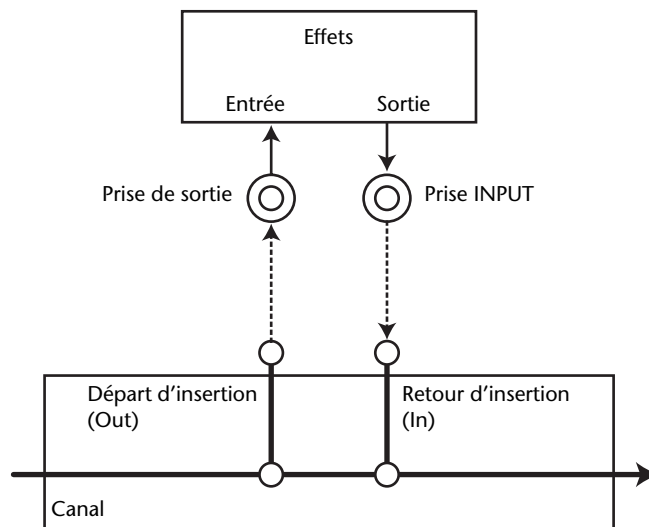 Effets
Entrée
Sortie
Prise de sortie
Prise INPUT
Départ d'insertion
(Out)
Retour d'insertion
(In)
Canal